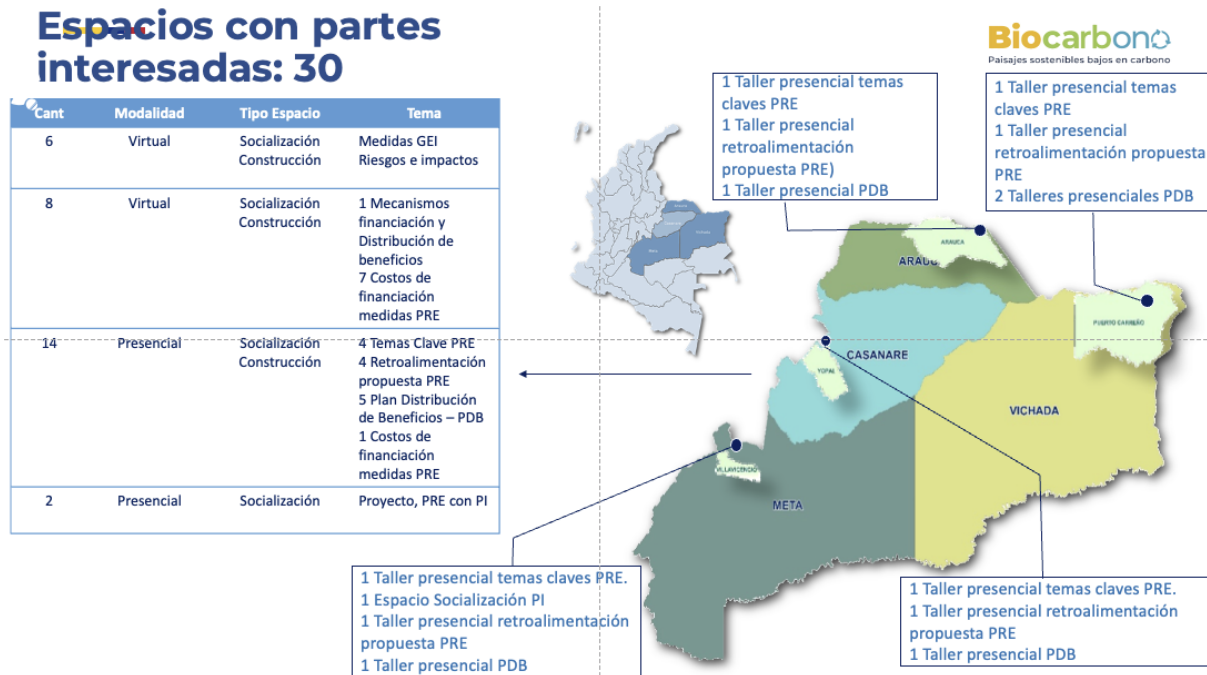 Espacios con partes
interesadas: 30
Biocarbono
Paisajes sostenibles bajos en carbono
Cant Modalidad Tipo Espacio Tema
6 Virtual Socialización Medidas GEI
Construcción Riesgos e impactos
8 Virtual Socialización 1 Mecanismos
Construcción financiación y
Distribución de
beneficios
7 Costos de
financiación
medidas PRE
14 Presencial Socialización 4 Temas Clave PRE
Construcción 4 Retroalimentación
propuesta PRE
5 Plan Distribución
de Beneficios – PDB
1 Costos de
financiación
medidas PRE
2 Presencial Socialización Proyecto, PRE con PI
1 Taller presencial temas
claves PRE
1 Taller presencial
retroalimentación
propuesta PRE)
1 Taller presencial PDB
1 Taller presencial temas
claves PRE
1 Taller presencial
retroalimentación propuesta
PRE
2 Talleres presenciales PDB
ARAUCA
PUERTO CARREÑO
CASANARE
YOPAL
VICHADA
VILLAVICENCIO
META
1 Taller presencial temas claves PRE.
1 Espacio Socialización PI
1 Taller presencial retroalimentación
propuesta PRE
1 Taller presencial PDB
1 Taller presencial temas claves PRE.
1 Taller presencial retroalimentación
propuesta PRE
1 Taller presencial PDB